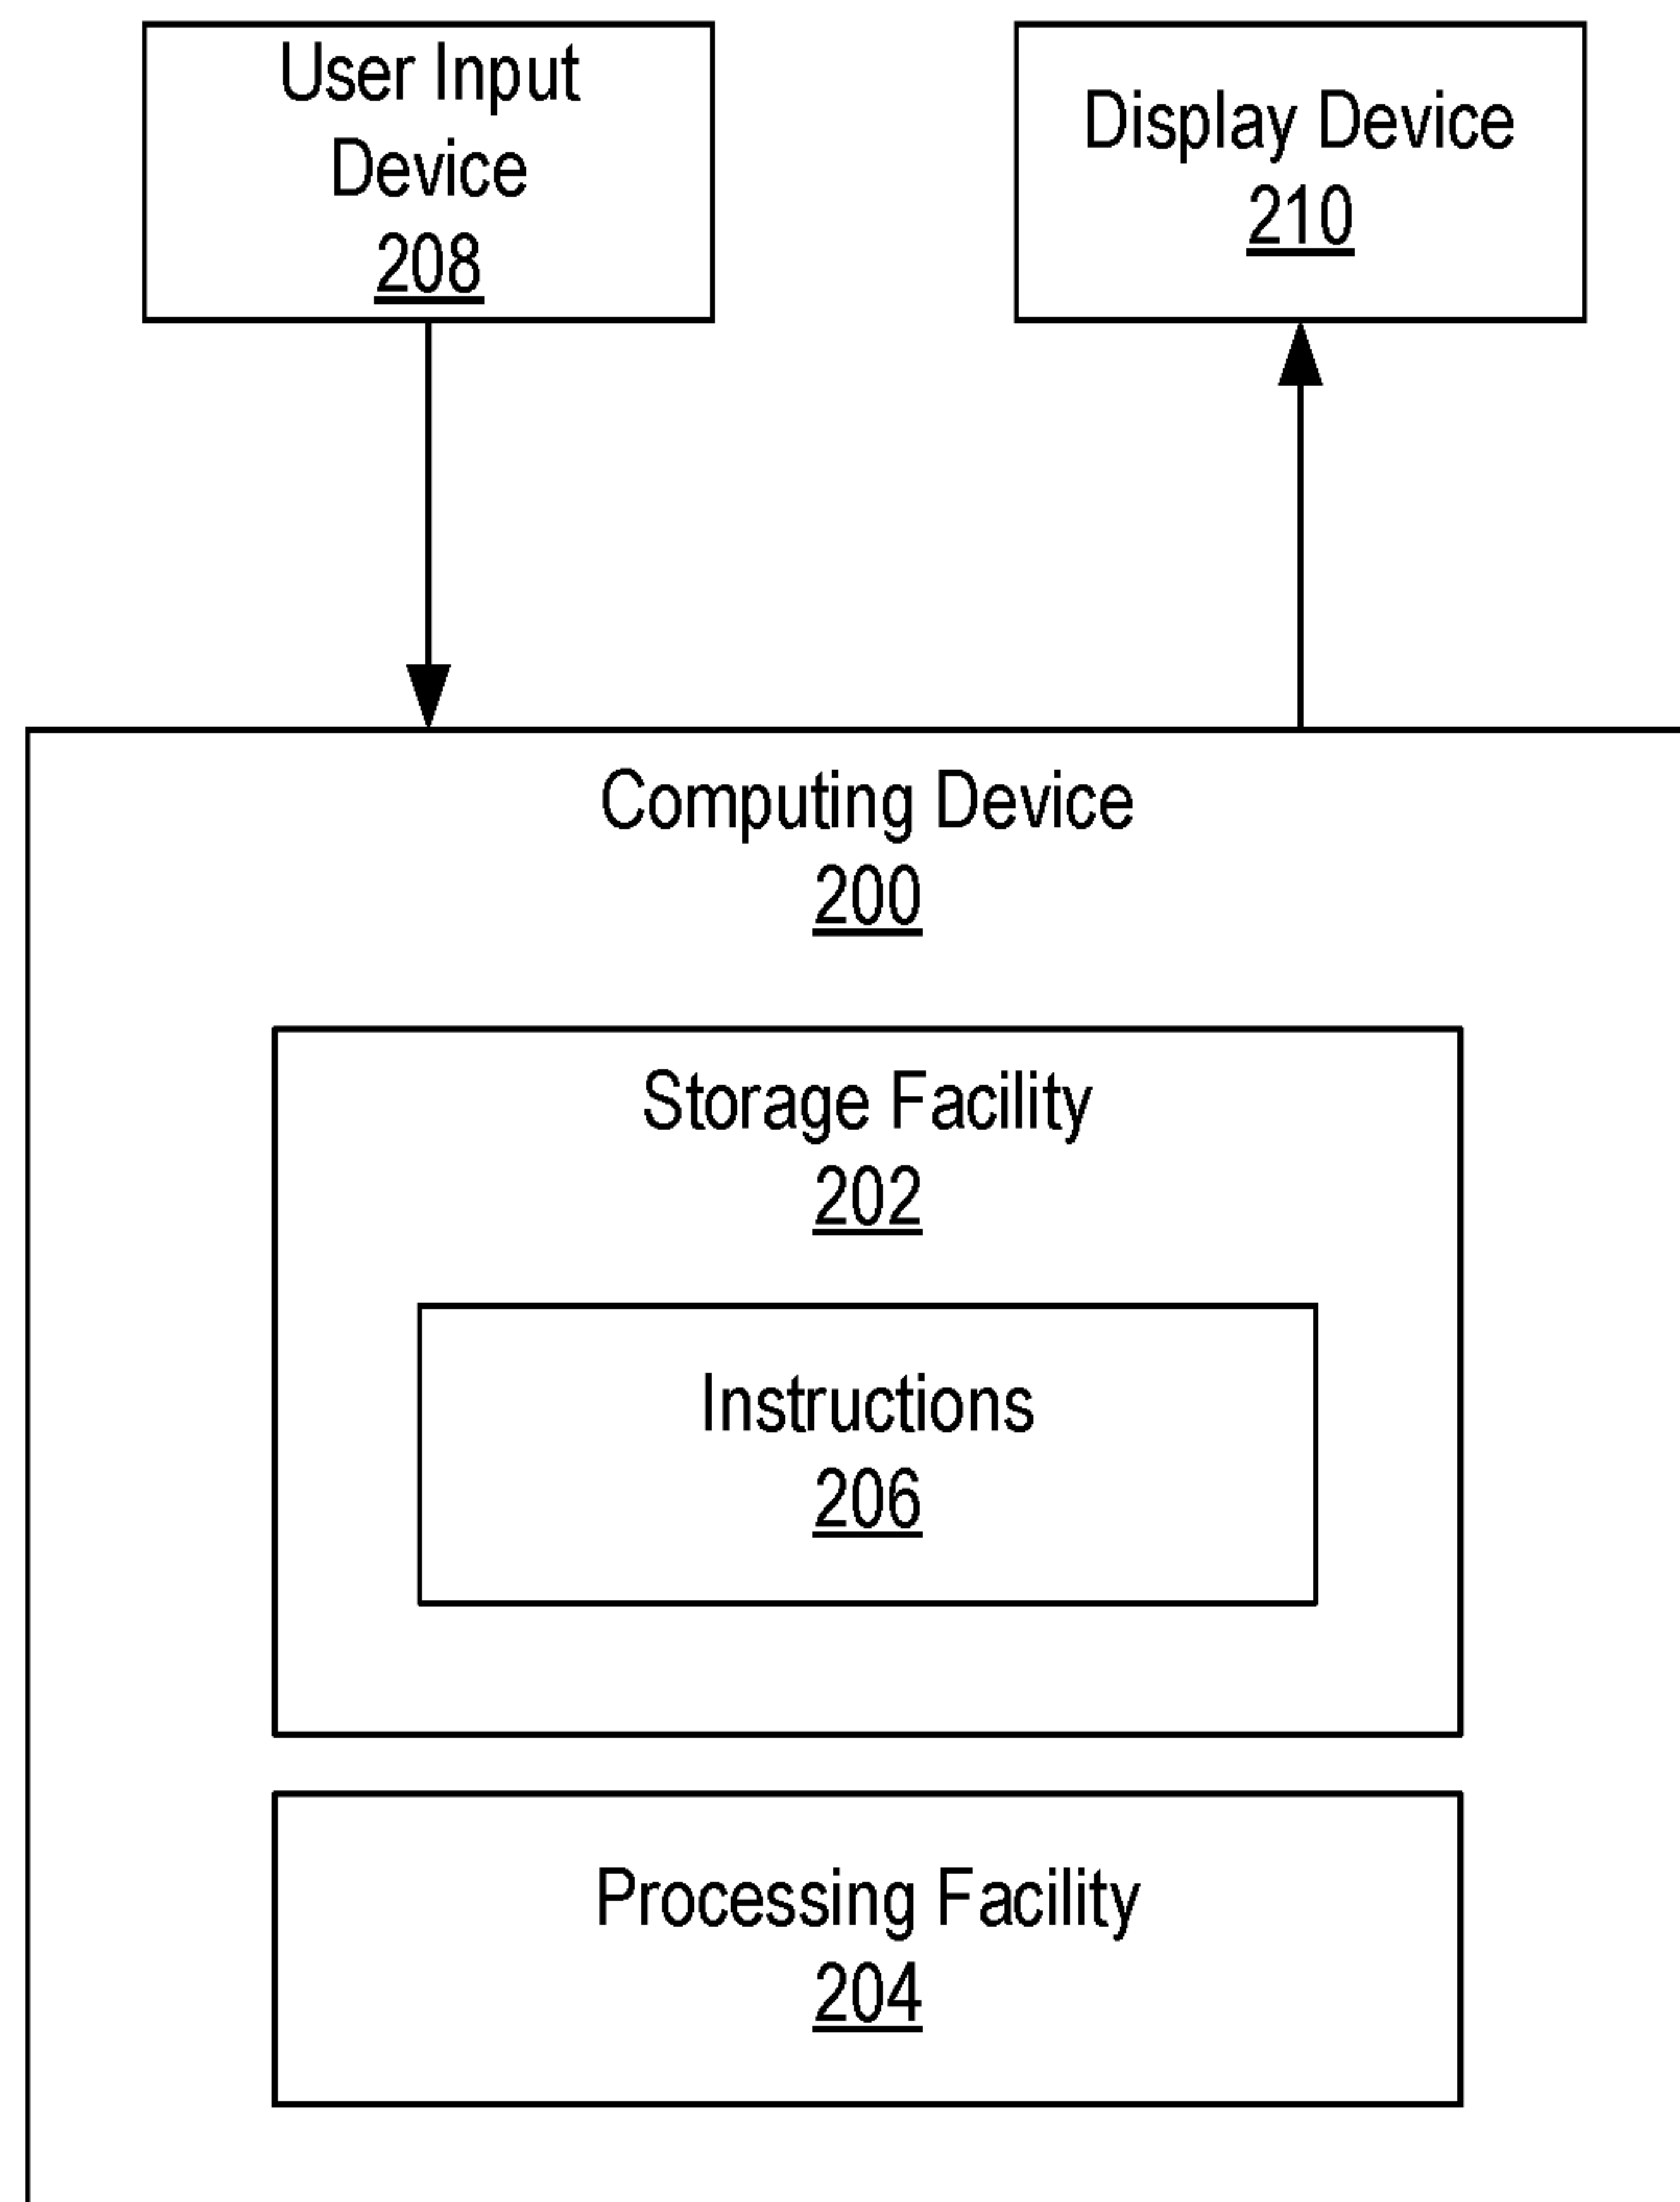 User Input
Device
208
Display Device
210
Computing Device
200
Storage Facility
202
Instructions
206
Processing Facility
204